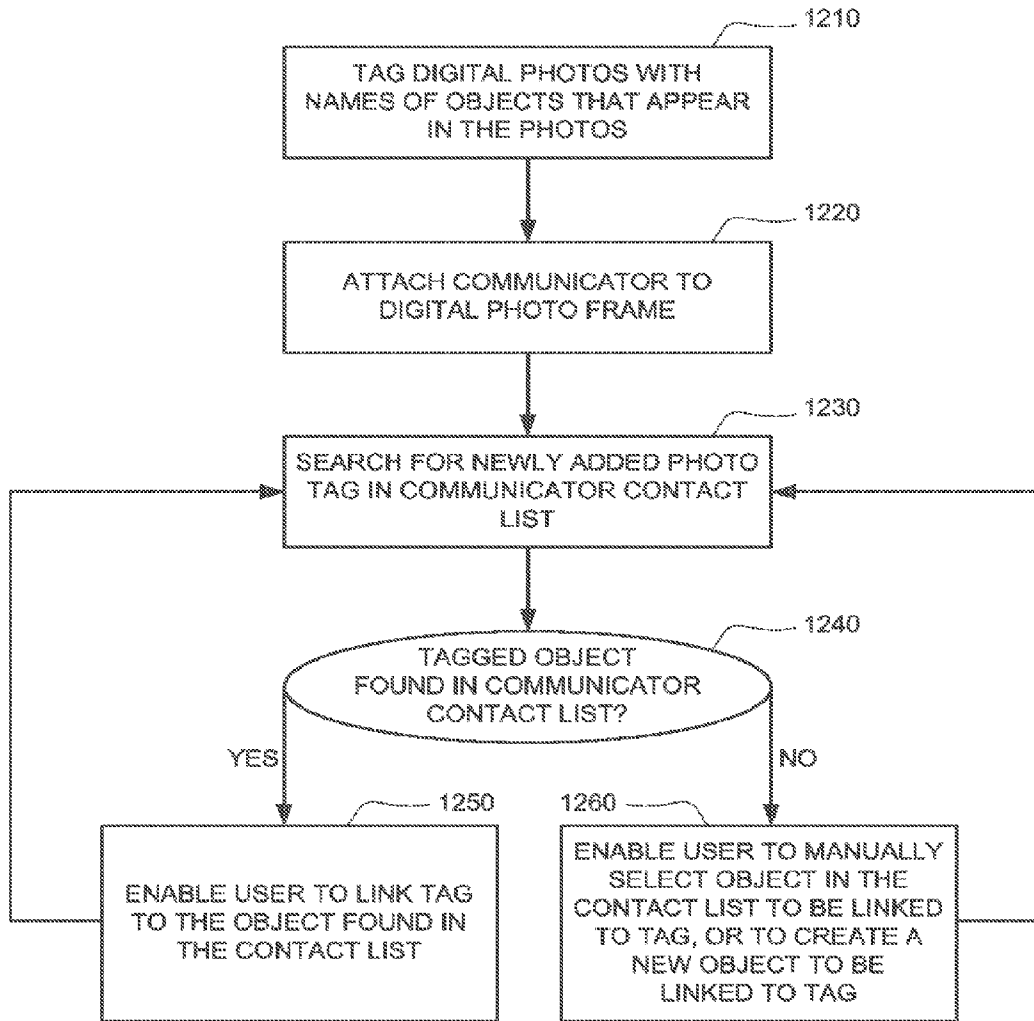 1210
TAG DIGITAL PHOTOS WITH
NAMES OF OBJECTS THAT APPEAR
IN THE PHOTOS
1220
ATTACH COMMUNICATOR TO
DIGITAL PHOTO FRAME
1230
SEARCH FOR NEWLY ADDED PHOTO
TAG IN COMMUNICATOR CONTACT
LIST
1240
TAGGED OBJECT
FOUND IN COMMUNICATOR
CONTACT LIST?
YES
NO
1250
ENABLE USER TO LINK TAG
TO THE OBJECT FOUND IN
THE CONTACT LIST
1260
ENABLE USER TO MANUALLY
SELECT OBJECT IN THE
CONTACT LIST TO BE LINKED
TO TAG, OR TO CREATE A
NEW OBJECT TO BE
LINKED TO TAG